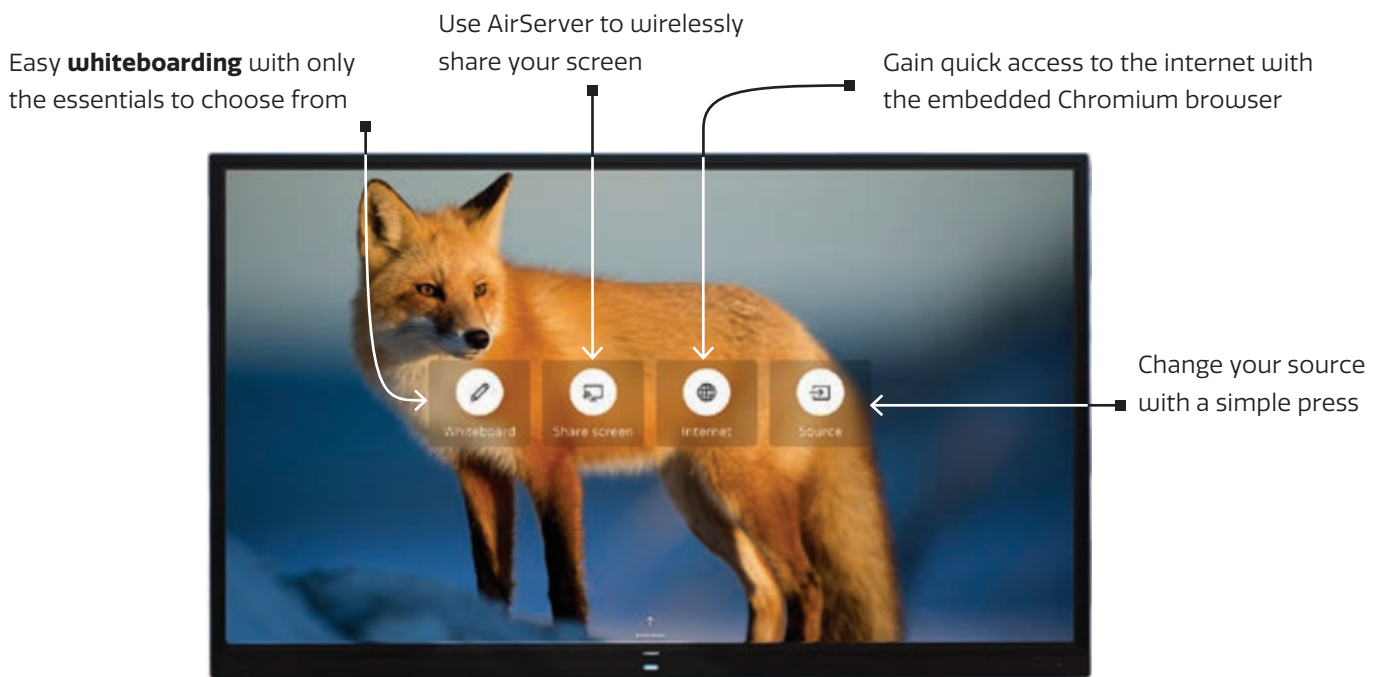 Use AirServer to wirelessly
share your screen
Easy whiteboarding with only
the essentials to choose from
Gain quick access to the internet with
the embedded Chromium browser
Change your source
with a simple press
Whiteboard
Share screen
Internet
Source